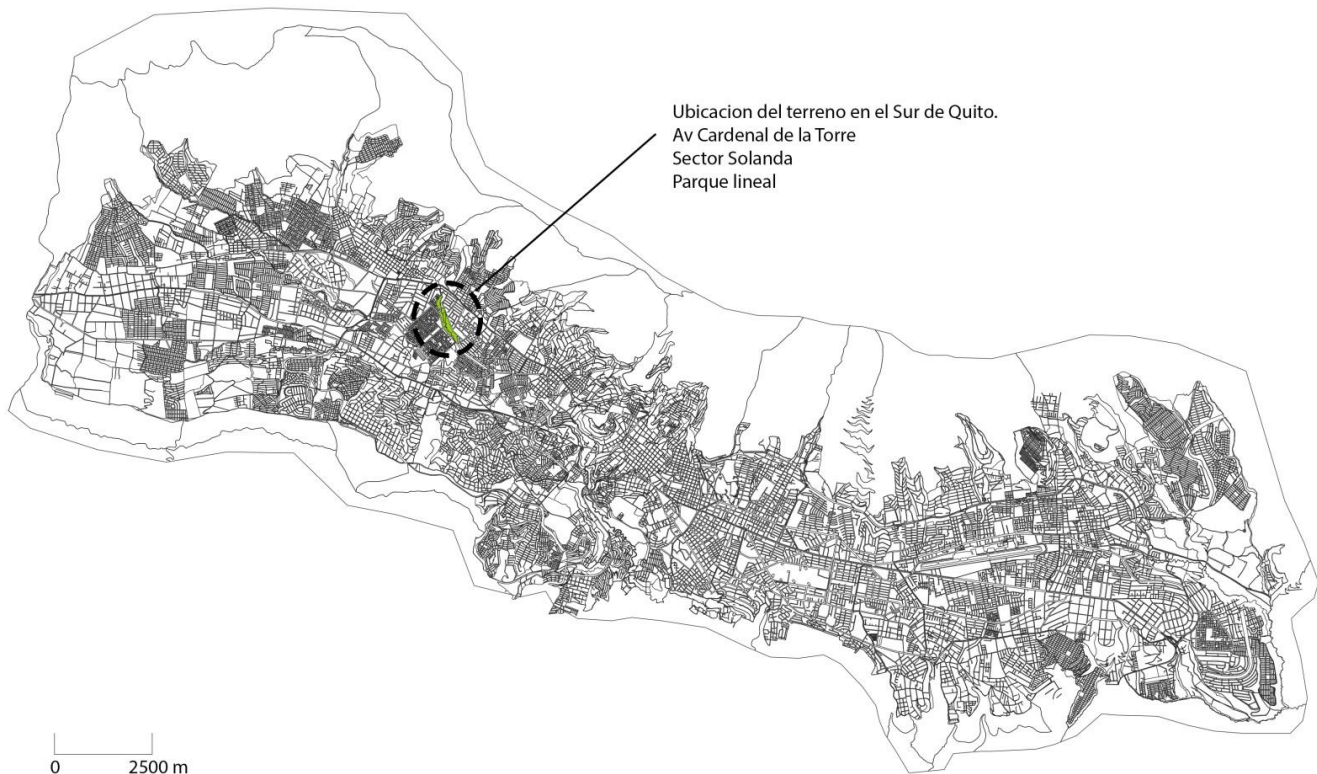 Ubicacion del terreno en el Sur de Quito.
Av Cardenal de la Torre
Sector Solanda
Parque lineal
0 2500 m